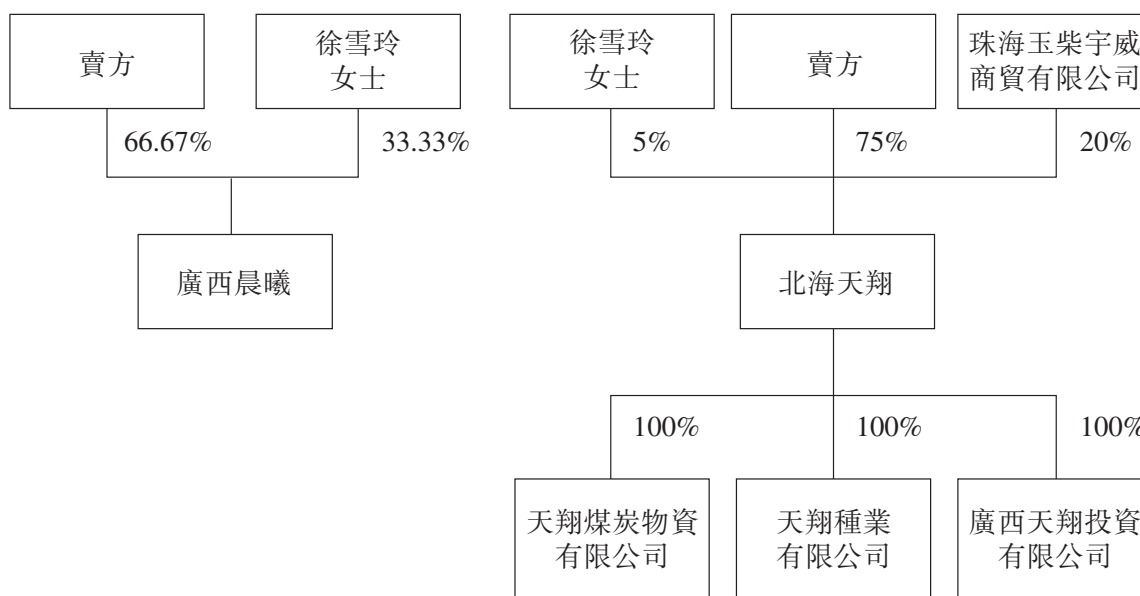 賣方
徐雪玲
女士
徐雪玲
女士
賣方
珠海玉柴宇威
商貿有限公司
66.67%
33.33%
5%
75%
20%
廣西晨曦
北海天翔
100%
100%
100%
天翔煤炭物資
有限公司
天翔種業
有限公司
廣西天翔投資
有限公司